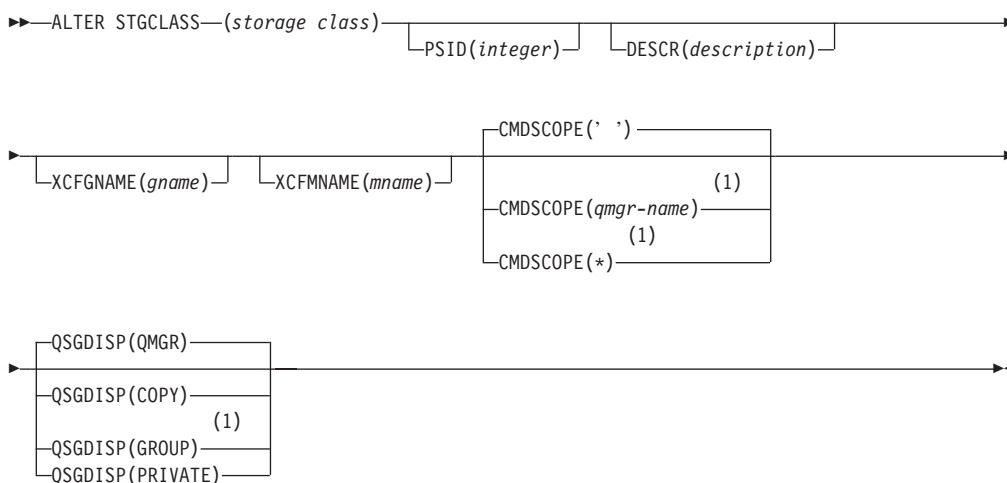 ALTER STGCLASS (storage class)
PSID(integer) DESCR(description)
CMDSCOPE(’ ’)
XCFGNAME(gname) XCFMNAME(mname)
(1)
CMDSCOPE(qmgr-name)
(1)
CMDSCOPE(*)
QSGDISP(QMGR)
QSGDISP(COPY)
(1)
QSGDISP(GROUP)
QSGDISP(PRIVATE)